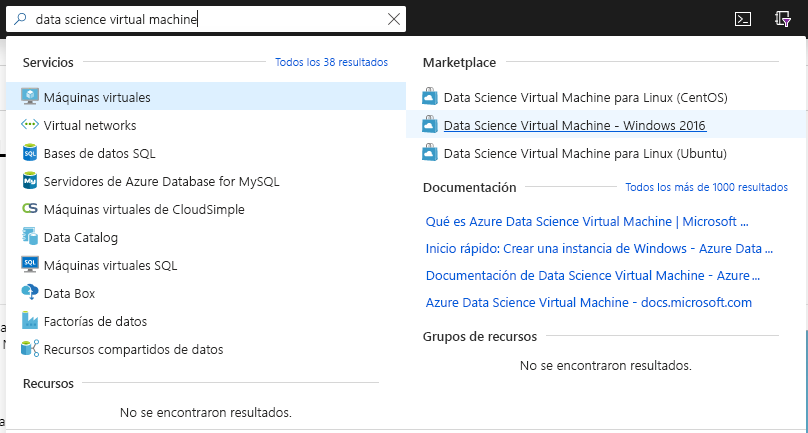 data science virtual machine
Servicios
Todos los 38 resultados
Máquinas virtuales
Virtual networks
Bases de datos SQL
Servidores de Azure Database for MySQL
Máquinas virtuales de CloudSimple
Data Catalog
Máquinas virtuales SQL
Data Box
Factorías de datos
Recursos compartidos de datos
Recursos
No se encontraron resultados.
Marketplace
Data Science Virtual Machine para Linux (CentOS)
Data Science Virtual Machine - Windows 2016
Data Science Virtual Machine para Linux (Ubuntu)
Documentación
Todos los más de 1000 resultados
Qué es Azure Data Science Virtual Machine | Microsoft ...
Inicio rápido: Crear una instancia de Windows - Azure Data ...
Documentación de Data Science Virtual Machine - Azure ...
Azure Data Science Virtual Machine - docs.microsoft.com
Grupos de recursos
No se encontraron resultados.